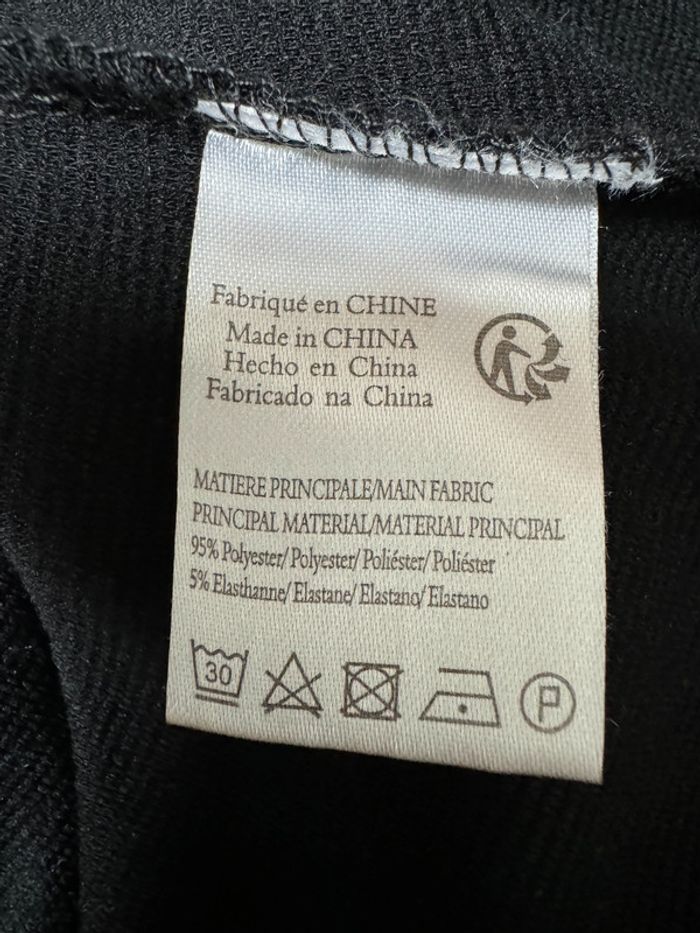 Fabriqué en CHINE
Made in CHINA
Hecho en China
Fabricado na China
MATIERE PRINCIPALE/MAIN FABRIC
PRINCIPAL MATERIAL/MATERIAL PRINCIPAL
95% Polyester/ Polyester/ Poliéster/ Poliéster
5% Elasthanne/ Elastane/ Elastano/ Elastano
30 P